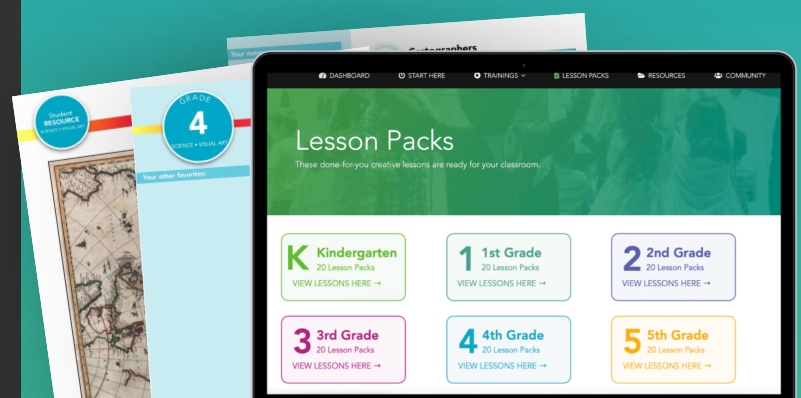 Your notes
Cartographers
DASHBOARD
START HERE
TRAININGS
LESSON PACKS
RESOURCES
COMMUNITY
Student
RESOURCE
SCIENCE • VISUAL ART
GRADE
4
SCIENCE • VISUAL ART
Your other favorites:
Lesson Packs
These done-for-you creative lessons are ready for your classroom.
K Kindergarten
20 Lesson Packs
VIEW LESSONS HERE →
1 1st Grade
20 Lesson Packs
VIEW LESSONS HERE →
2 2nd Grade
20 Lesson Packs
VIEW LESSONS HERE →
3 3rd Grade
20 Lesson Packs
VIEW LESSONS HERE →
4 4th Grade
20 Lesson Packs
VIEW LESSONS HERE →
5 5th Grade
20 Lesson Packs
VIEW LESSONS HERE →